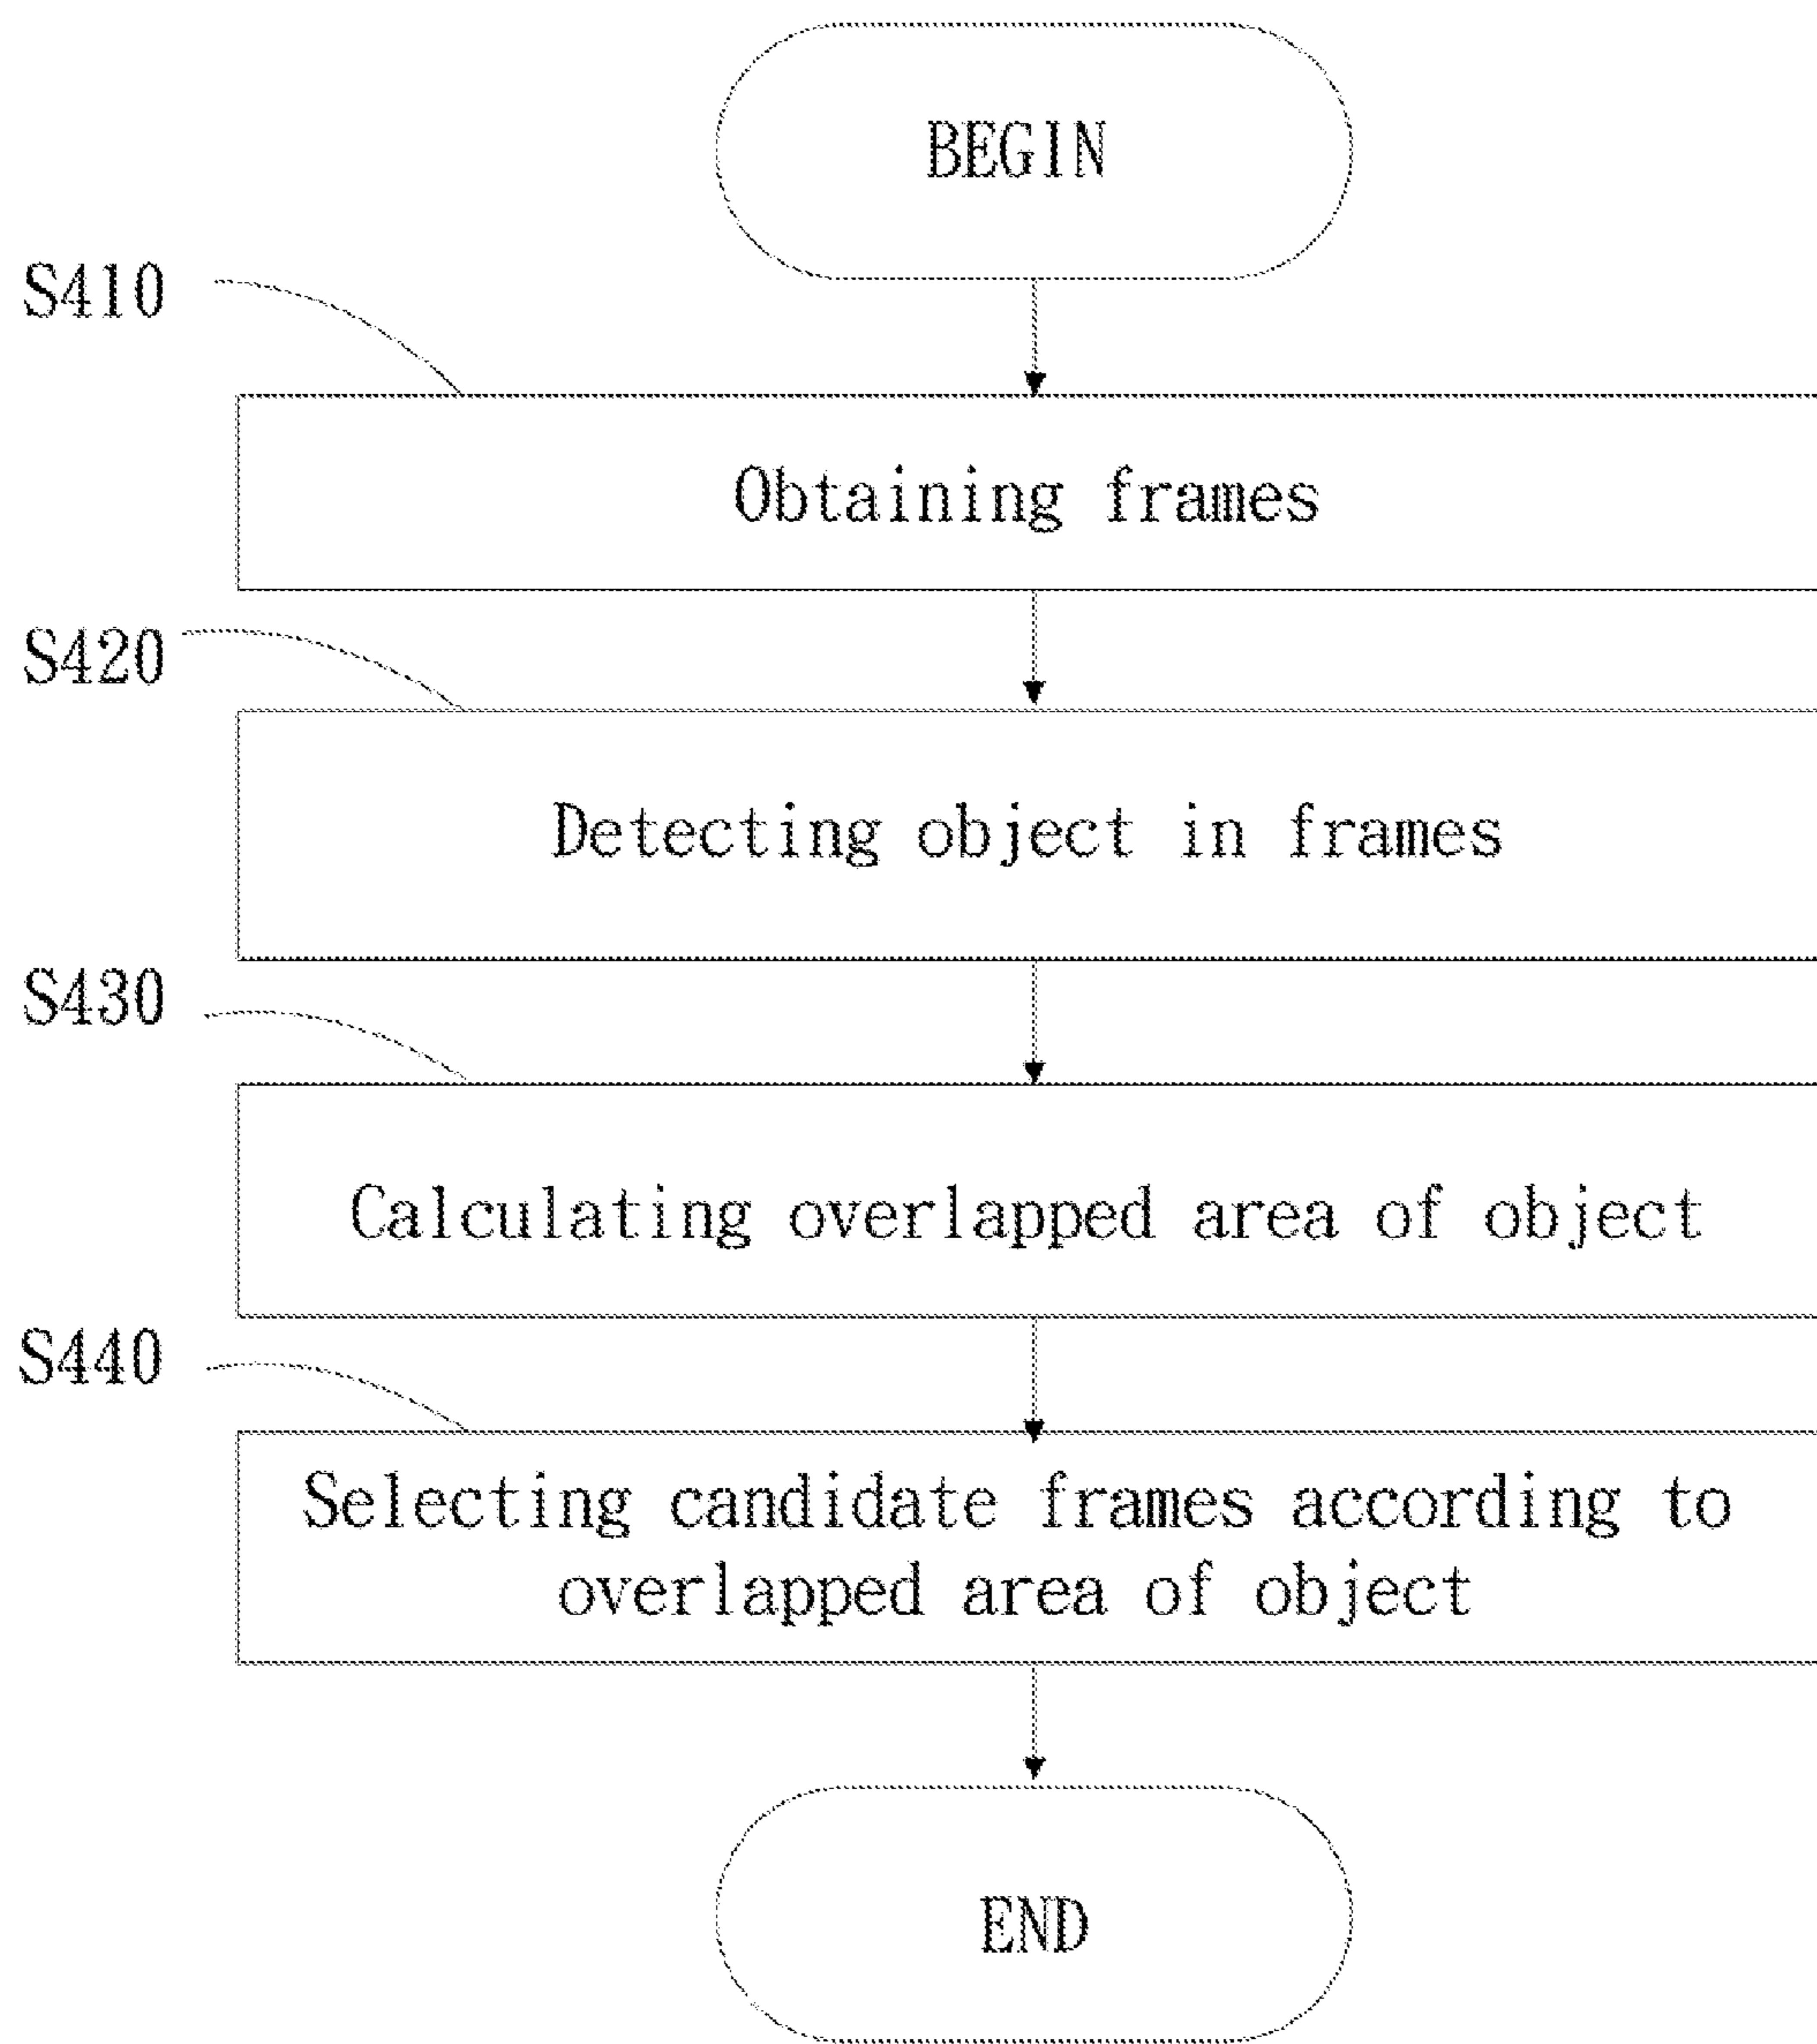 BEGIN
S410
Obtaining frames
S420
Detecting object in frames
S430
Calculating overlapped area of object
S440
Selecting candidate frames according to
overlapped area of object
END